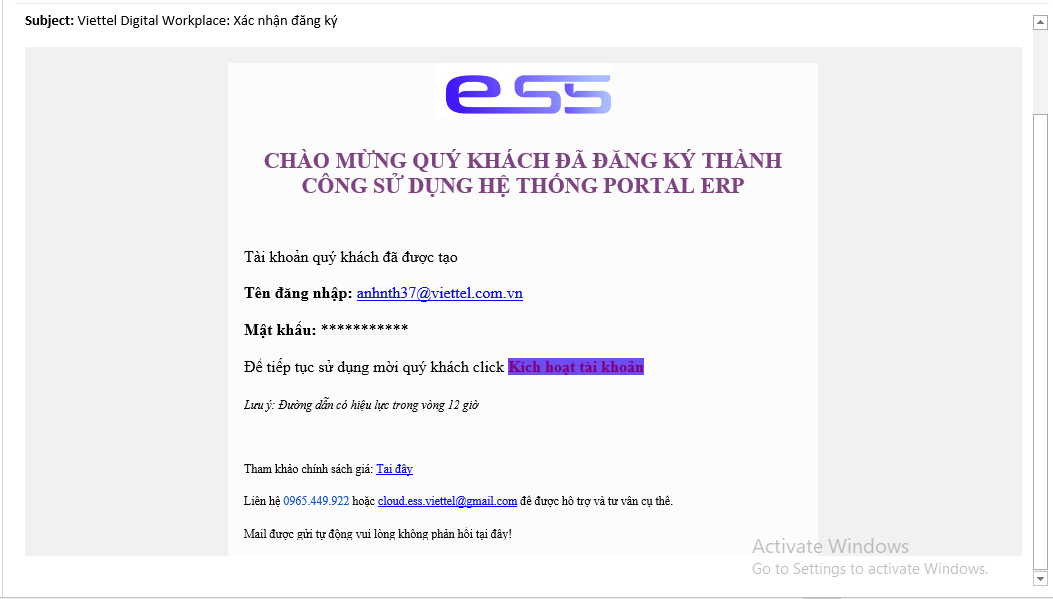 Subject: Viettel Digital Workplace: Xác nhận đăng ký
ess
CHÀO MỪNG QUÝ KHÁCH ĐÃ ĐĂNG KÝ THÀNH
CÔNG SỬ DỤNG HỆ THỐNG PORTAL ERP
Tài khoản quý khách đã được tạo
Tên đăng nhập: anhnth37@viettel.com.vn
Mật khẩu: ***********
Để tiếp tục sử dụng mời quý khách click Kích hoạt tài khoản
Lưu ý: Đường dẫn có hiệu lực trong vòng 12 giờ
Tham khảo chính sách giá: Tại đây
Liên hệ 0965.449.922 hoặc cloud.ess.viettel@gmail.com để được hỗ trợ và tư vấn cụ thể.
Mail được gửi tự động vui lòng không phản hồi tại đây!
Activate Windows
Go to Settings to activate Windows.